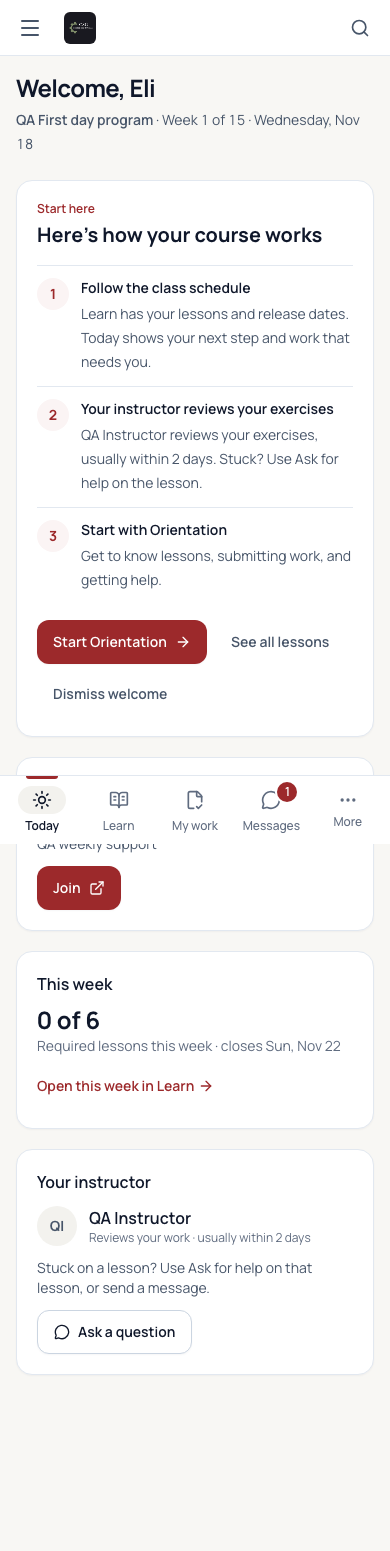 Welcome, Eli
QA First day program · Week 1 of 15 · Wednesday, Nov
18
Start here
Here's how your course works
1
Follow the class schedule
Learn has your lessons and release dates.
Today shows your next step and work that
needs you.
2
Your instructor reviews your exercises
QA Instructor reviews your exercises,
usually within 2 days. Stuck? Use Ask for
help on the lesson.
3
Start with Orientation
Get to know lessons, submitting work, and
getting help.
Start Orientation
See all lessons
Dismiss welcome
1
Today
Learn
My work
Messages
More
QA weekly support
Join
This week
0 of 6
Required lessons this week · closes Sun, Nov 22
Open this week in Learn
Your instructor
QI
QA Instructor
Reviews your work · usually within 2 days
Stuck on a lesson? Use Ask for help on that
lesson, or send a message.
Ask a question